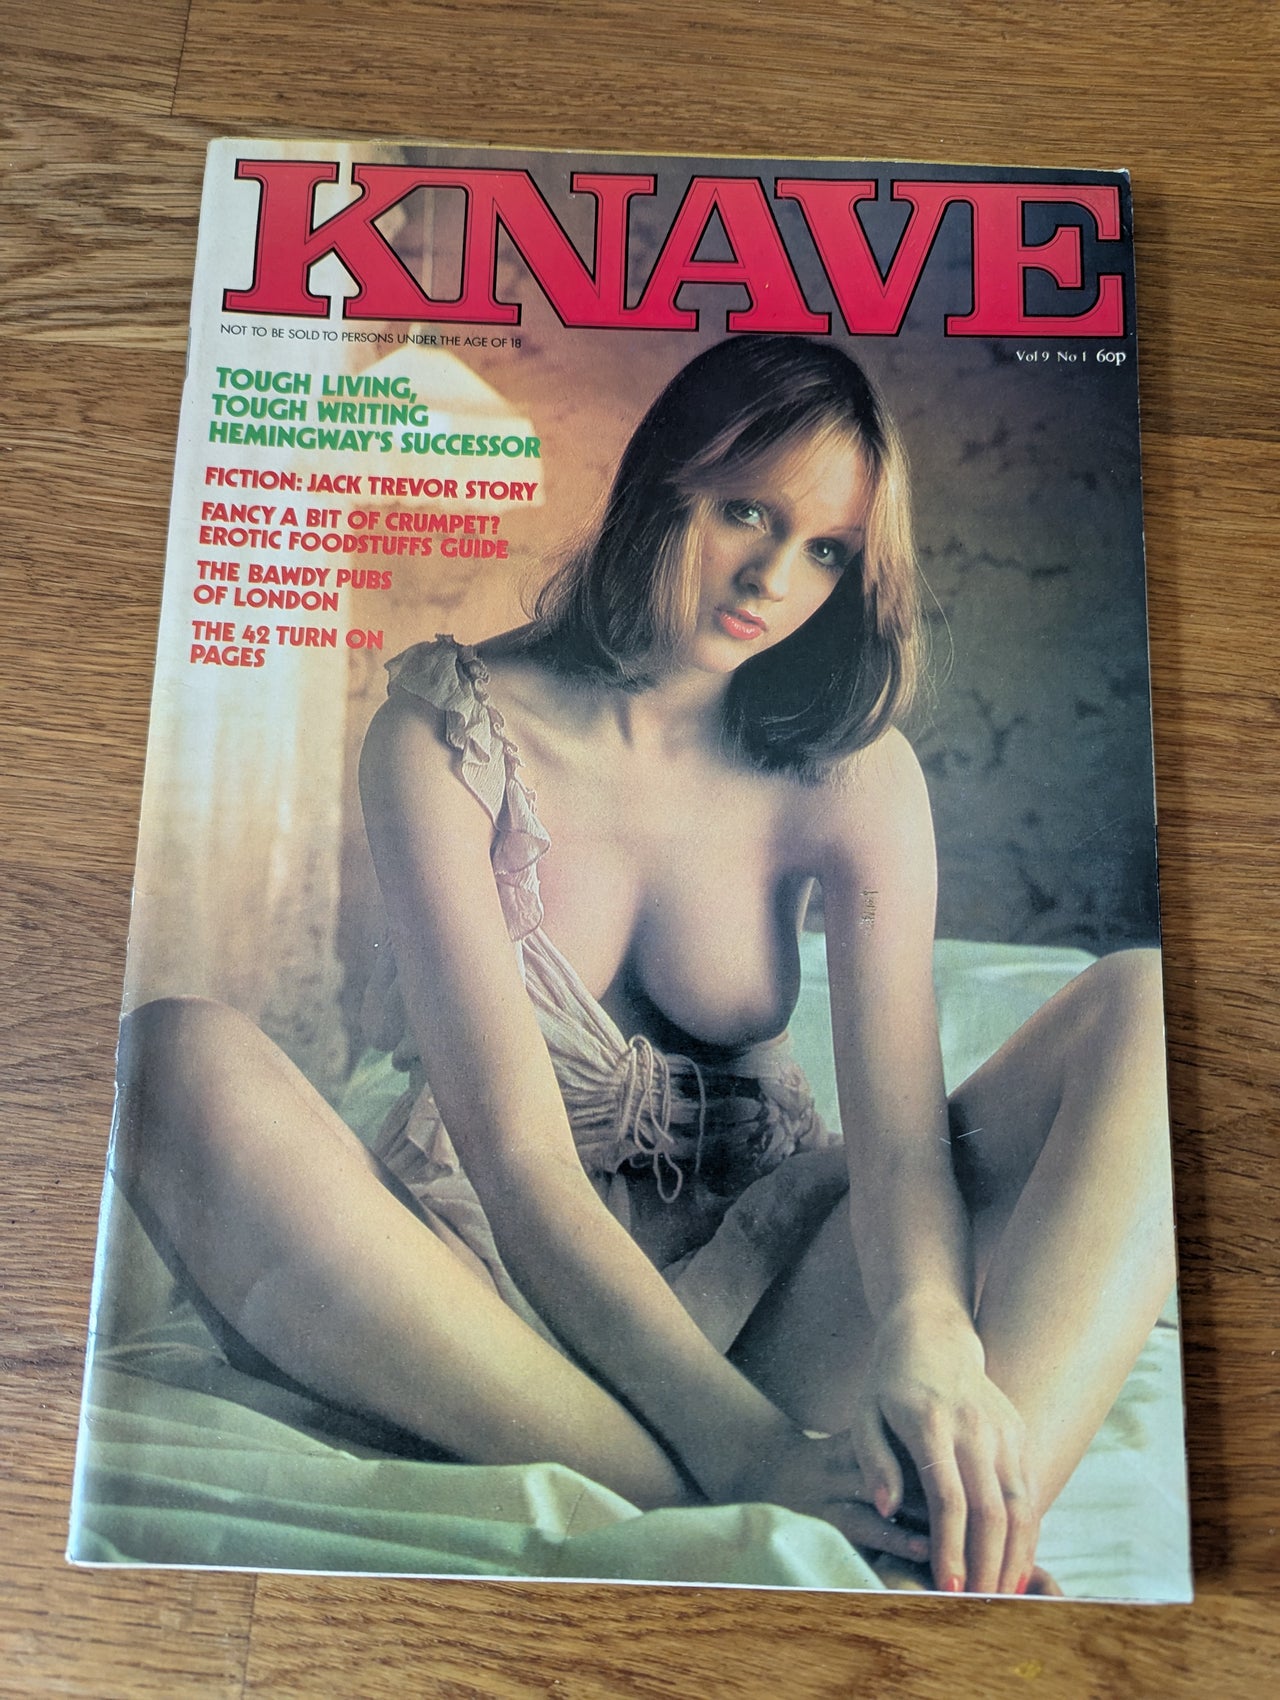 KNAVE
NOT TO BE SOLD TO PERSONS UNDER THE AGE OF 18
Vol 9 No 1 60p
TOUGH LIVING,
TOUGH WRITING
HEMINGWAY'S SUCCESSOR
FICTION: JACK TREVOR STORY
FANCY A BIT OF CRUMPET?
EROTIC FOODSTUFFS GUIDE
THE BAWDY PUBS
OF LONDON
THE 42 TURN ON
PAGES